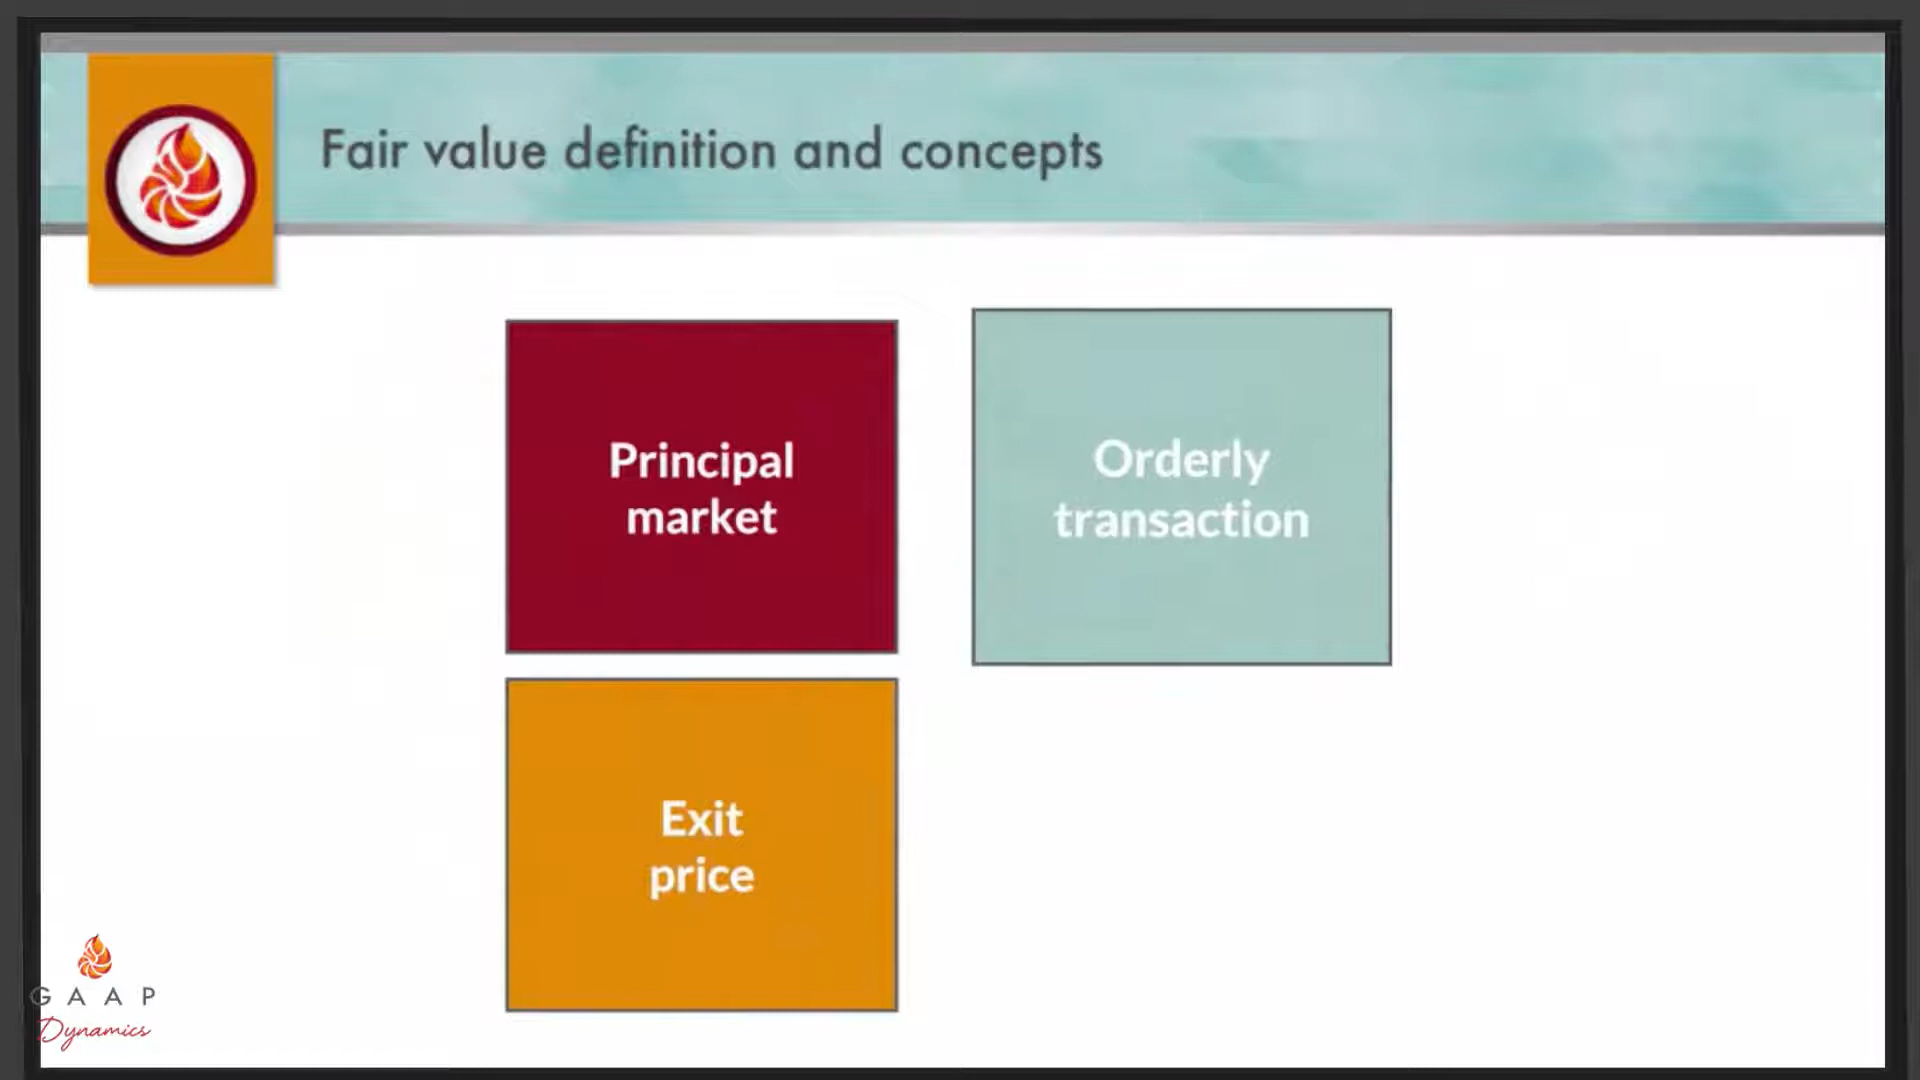 Fair value definition and concepts
Principal
market
Orderly
transaction
Exit
price
GAAP
Dynamics